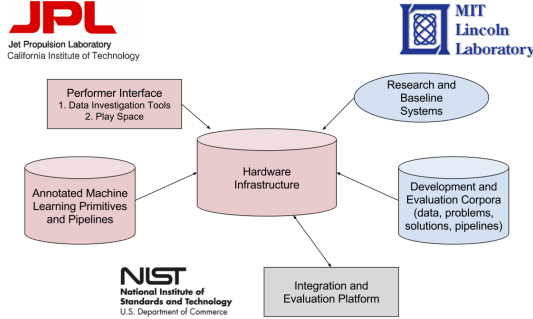 JPL
Jet Propulsion Laboratory
California Institute of Technology
MIT
Lincoln
Laboratory
Performer Interface
1. Data Investigation Tools
2. Play Space
Research and
Baseline
Systems
Hardware
Infrastructure
Annotated Machine
Learning Primitives
and Pipelines
Development and
Evaluation Corpora
(data, problems,
solutions, pipelines)
NIST
National Institute of
Standards and Technology
U.S. Department of Commerce
Integration and
Evaluation Platform